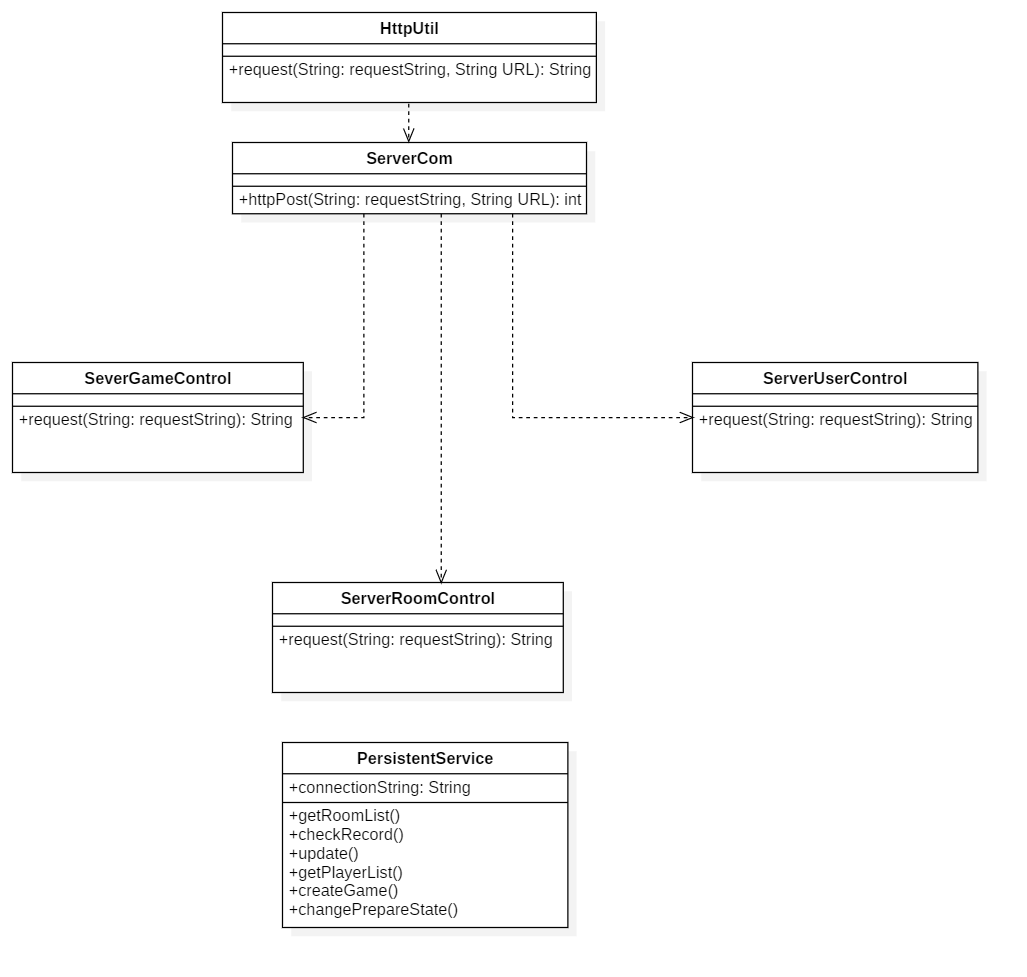 HttpUtil
+request(String: requestString, String URL): String
ServerCom
+httpPost(String: requestString, String URL): int
SeverGameControl
+request(String: requestString): String
ServerUserControl
+request(String: requestString): String
ServerRoomControl
+request(String: requestString): String
PersistentService
+connectionString: String
+getRoomList()
+checkRecord()
+update()
+getPlayerList()
+createGame()
+changePrepareState()